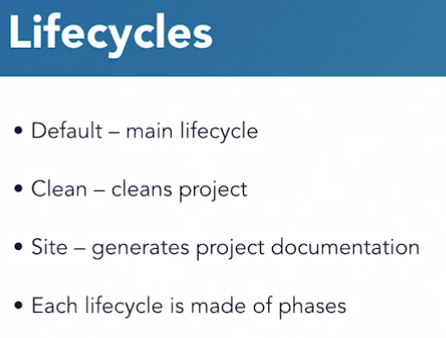 Lifecycles
• Default – main lifecycle
• Clean – cleans project
• Site – generates project documentation
• Each lifecycle is made of phases